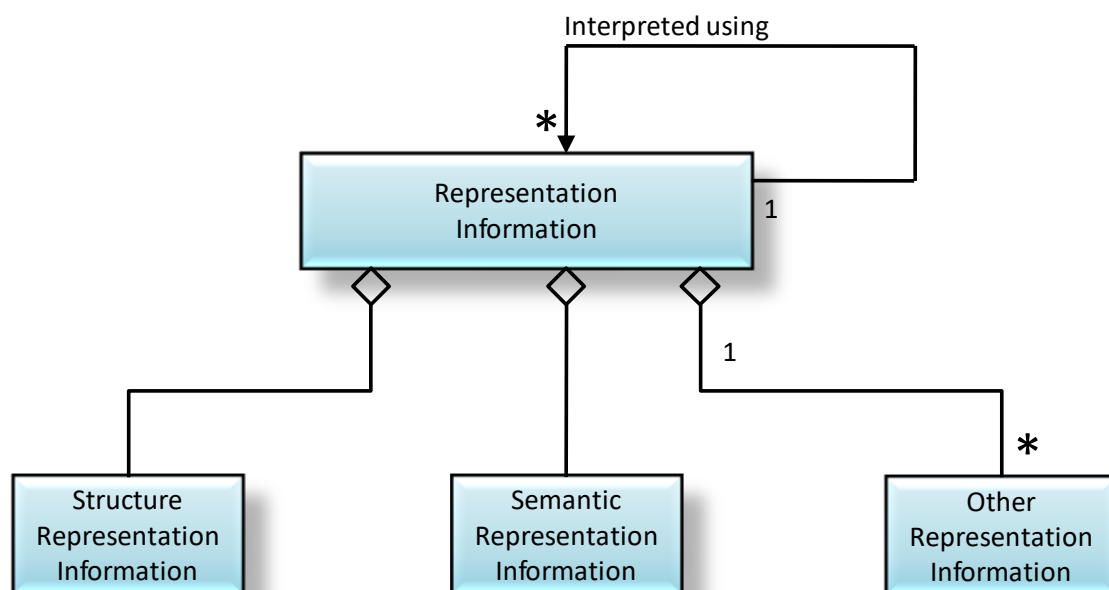 Interpreted using
*
Representation
Information
1
1
*
Structure
Representation
Information
Semantic
Representation
Information
Other
Representation
Information